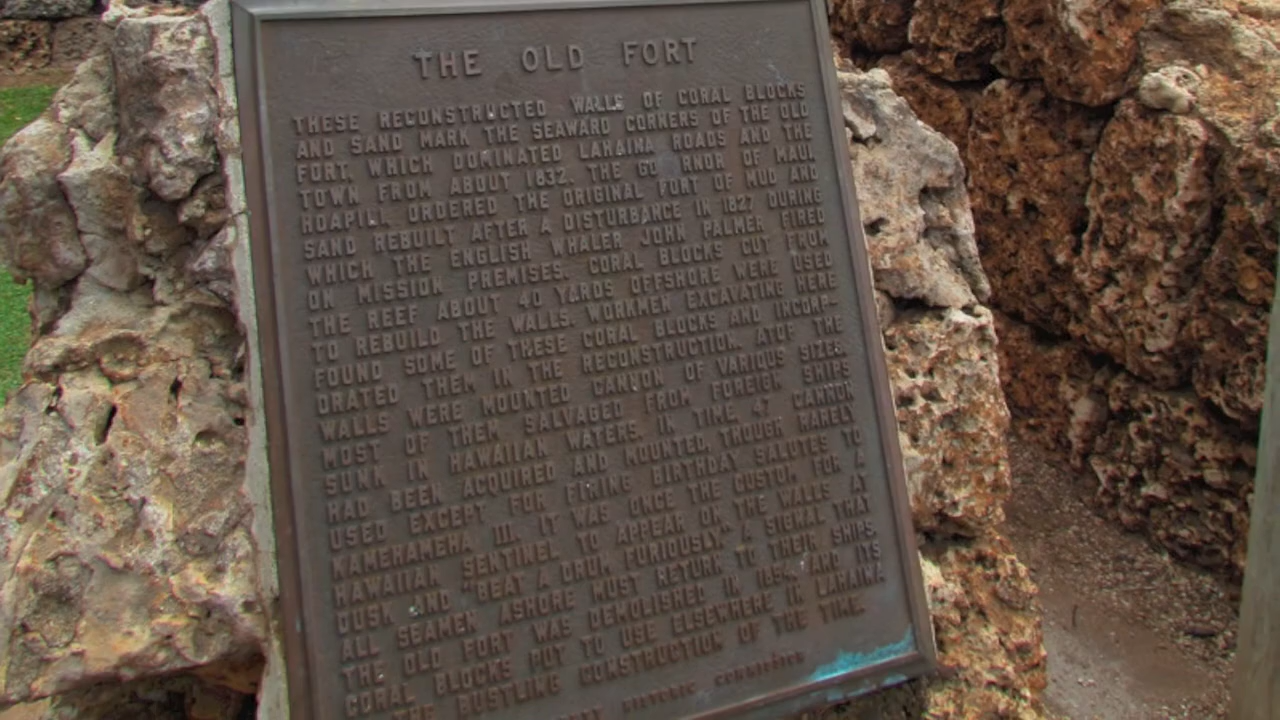 THE OLD FORT
THESE RECONSTRUCTED WALLS OF CORAL BLOCKS
AND SAND MARK THE SEAWARD CORNERS OF THE OLD
FORT, WHICH DOMINATED LAHAINA ROADS AND THE
TOWN FROM ABOUT 1832. THE GO RNOR OF MAUI
HOAPILI ORDERED THE ORIGINAL FORT OF MUD AND
SAND REBUILT AFTER A DISTURBANCE IN 1827 DURING
WHICH THE ENGLISH WHALER JOHN PALMER FIRED
ON MISSION PREMISES. CORAL BLOCKS CUT FROM
THE REEF ABOUT 40 YARDS OFFSHORE WERE USED
TO REBUILD THE WALLS. WORKMEN EXCAVATING HERE
FOUND SOME OF THESE CORAL BLOCKS AND INCORP-
ORATED THEM IN THE RECONSTRUCTION. ATOP THE
WALLS WERE MOUNTED CANNON OF VARIOUS SIZES.
MOST OF THEM SALVAGED FROM FOREIGN SHIPS
SUNK IN HAWAIIAN WATERS. IN TIME, 47 CANNON
HAD BEEN ACQUIRED AND MOUNTED, THOUGH RARELY
USED EXCEPT FOR FIRING BIRTHDAY SALUTES TO
KAMEHAMEHA III. IT WAS ONCE THE CUSTOM FOR A
HAWAIIAN SENTINEL TO APPEAR ON THE WALLS AT
DUSK AND "BEAT A DRUM FURIOUSLY," A SIGNAL THAT
ALL SEAMEN ASHORE MUST RETURN TO THEIR SHIPS.
THE OLD FORT WAS DEMOLISHED IN 1854, AND ITS
CORAL BLOCKS PUT TO USE ELSEWHERE IN LAHAINA
THE BUSTLING CONSTRUCTION OF THE TIME.
HISTORIC COMMISSION